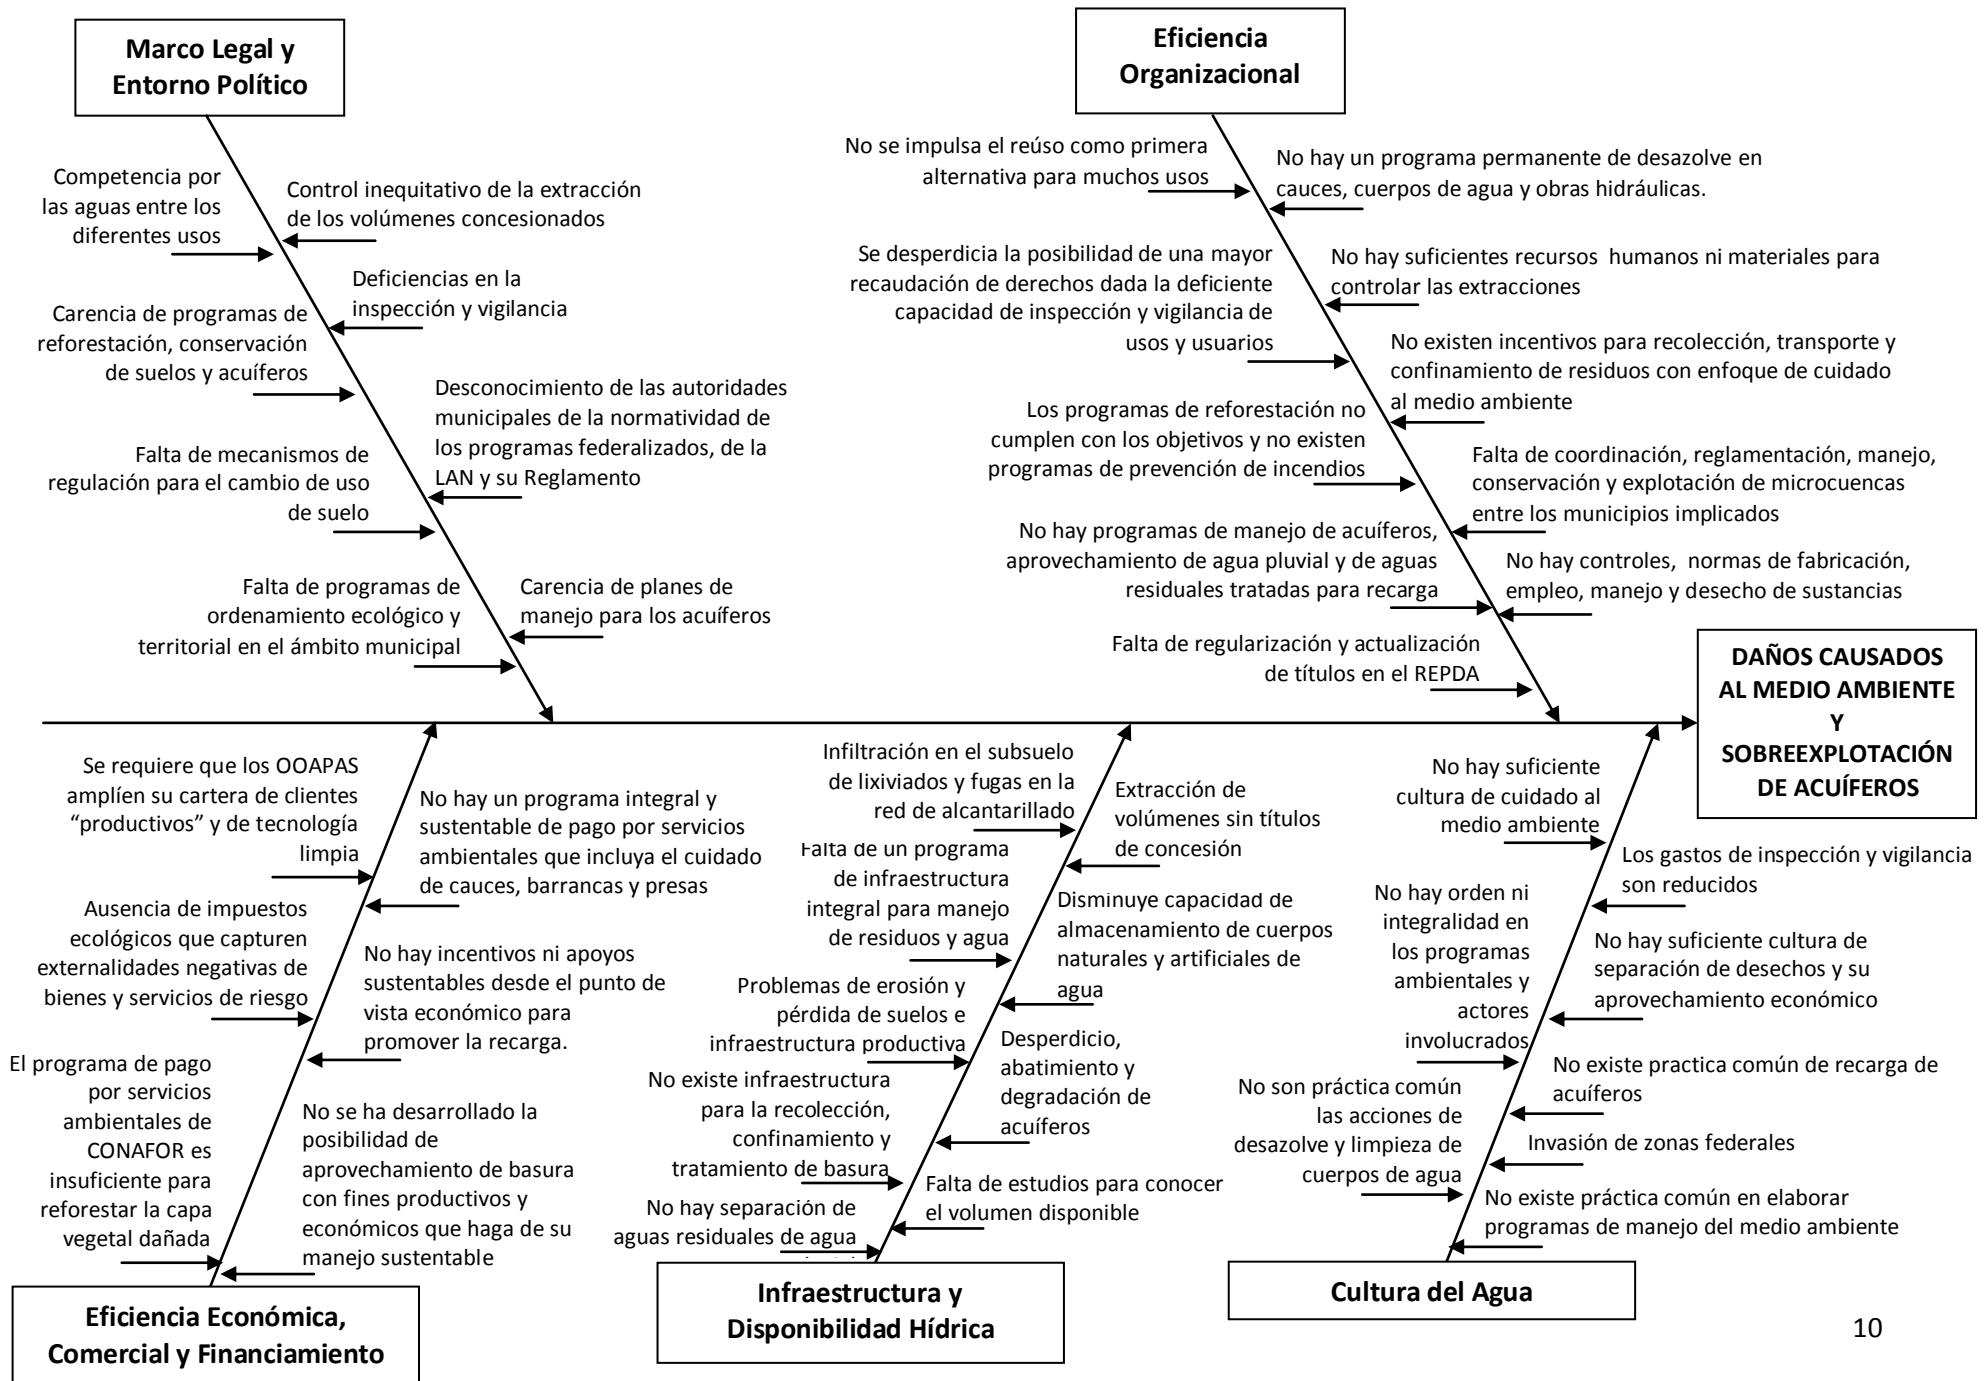 Marco Legal y
Entorno Político
Eficiencia
Organizacional
Competencia por
las aguas entre los
diferentes usos
Control inequitativo de la extracción
de los volúmenes concesionados
Deficiencias en la
inspección y vigilancia
Carencia de programas de
reforestación, conservación
de suelos y acuíferos
Desconocimiento de las autoridades
municipales de la normatividad de
los programas federalizados, de la
LAN y su Reglamento
Falta de mecanismos de
regulación para el cambio de uso
de suelo
Falta de programas de
ordenamiento ecológico y
territorial en el ámbito municipal
Carencia de planes de
manejo para los acuíferos
No se impulsa el reúso como primera
alternativa para muchos usos
No hay un programa permanente de desazolve en
cauces, cuerpos de agua y obras hidráulicas.
Se desperdicia la posibilidad de una mayor
recaudación de derechos dada la deficiente
capacidad de inspección y vigilancia de
usos y usuarios
No hay suficientes recursos  humanos ni materiales para
controlar las extracciones
No existen incentivos para recolección, transporte y
confinamiento de residuos con enfoque de cuidado
al medio ambiente
Los programas de reforestación no
cumplen con los objetivos y no existen
programas de prevención de incendios
Falta de coordinación, reglamentación, manejo,
conservación y explotación de microcuencas
entre los municipios implicados
No hay programas de manejo de acuíferos,
aprovechamiento de agua pluvial y de aguas
residuales tratadas para recarga
No hay controles,  normas de fabricación,
empleo, manejo y desecho de sustancias
Falta de regularización y actualización
de títulos en el REPDA
DAÑOS CAUSADOS
AL MEDIO AMBIENTE
Y
SOBREEXPLOTACIÓN
DE ACUÍFEROS
Se requiere que los OOAPAS
amplíen su cartera de clientes
“productivos” y de tecnología
limpia
No hay un programa integral y
sustentable de pago por servicios
ambientales que incluya el cuidado
de cauces, barrancas y presas
Ausencia de impuestos
ecológicos que capturen
externalidades negativas de
bienes y servicios de riesgo
No hay incentivos ni apoyos
sustentables desde el punto de
vista económico para
promover la recarga.
El programa de pago
por servicios
ambientales de
CONAFOR es
insuficiente para
reforestar la capa
vegetal dañada
No se ha desarrollado la
posibilidad de
aprovechamiento de basura
con fines productivos y
económicos que haga de su
manejo sustentable
Infiltración en el subsuelo
de lixiviados y fugas en la
red de alcantarillado
Extracción de
volúmenes sin títulos
de concesión
Falta de un programa
de infraestructura
integral para manejo
de residuos y agua
Disminuye capacidad de
almacenamiento de cuerpos
naturales y artificiales de
agua
Problemas de erosión y
pérdida de suelos e
infraestructura productiva
Desperdicio,
abatimiento y
degradación de
acuíferos
No existe infraestructura
para la recolección,
confinamiento y
tratamiento de basura
Falta de estudios para conocer
el volumen disponible
No hay separación de
aguas residuales de agua
No hay suficiente
cultura de cuidado al
medio ambiente
Los gastos de inspección y vigilancia
son reducidos
No hay orden ni
integralidad en
los programas
ambientales y
actores
involucrados
No hay suficiente cultura de
separación de desechos y su
aprovechamiento económico
No existe practica común de recarga de
acuíferos
No son práctica común
las acciones de
desazolve y limpieza de
cuerpos de agua
Invasión de zonas federales
No existe práctica común en elaborar
programas de manejo del medio ambiente
Eficiencia Económica,
Comercial y Financiamiento
Infraestructura y
Disponibilidad Hídrica
Cultura del Agua
10